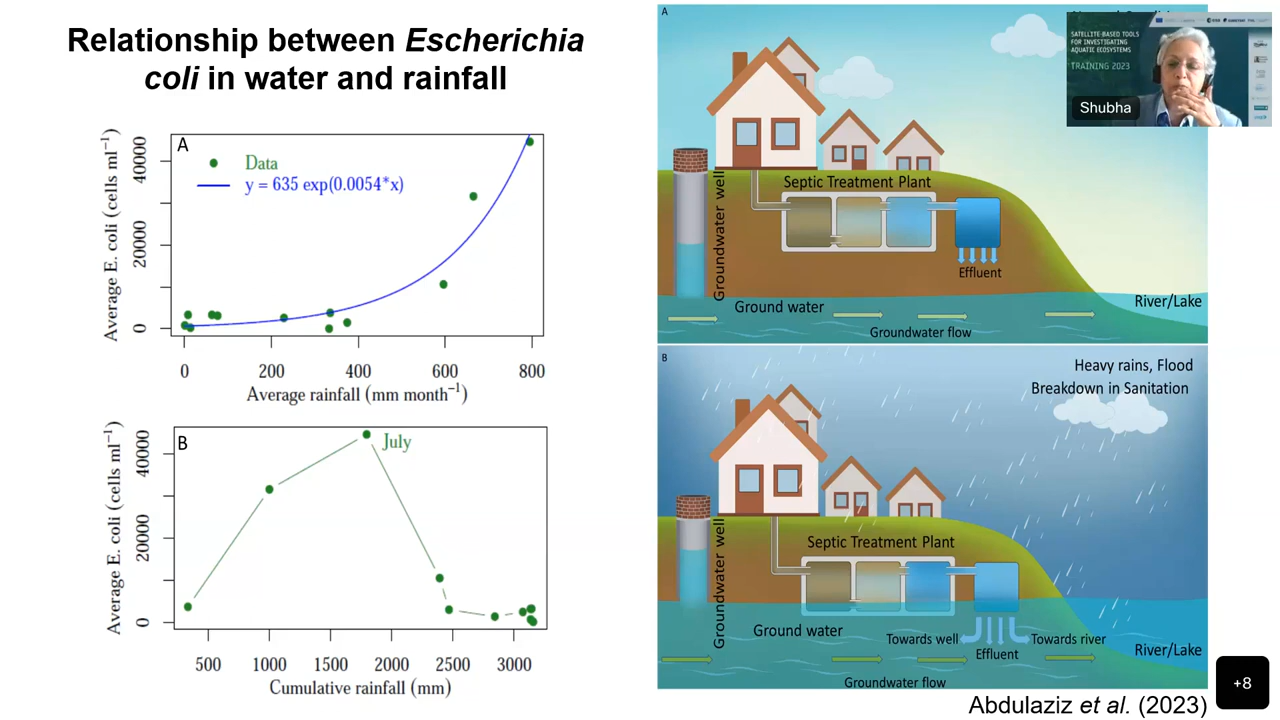 Relationship between Escherichia
coli in water and rainfall
A
Data
y = 635 exp(0.0054*x)
Average E. coli (cells ml⁻¹)
0
20000
40000
0
200
400
600
800
Average rainfall (mm month⁻¹)
B
July
Average E. coli (cells ml⁻¹)
0
20000
40000
500
1000
1500
2000
2500
3000
Cumulative rainfall (mm)
A
Septic Treatment Plant
Groundwater well
Effluent
Ground water
River/Lake
Groundwater flow
B
Heavy rains, Flood
Breakdown in Sanitation
Septic Treatment Plant
Groundwater well
Ground water
Towards well
Towards river
Effluent
River/Lake
Groundwater flow
Abdulaziz et al. (2023)
SATELLITE-BASED TOOLS
FOR INVESTIGATING
AQUATIC ECOSYSTEMS
TRAINING 2023
Shubha
+8